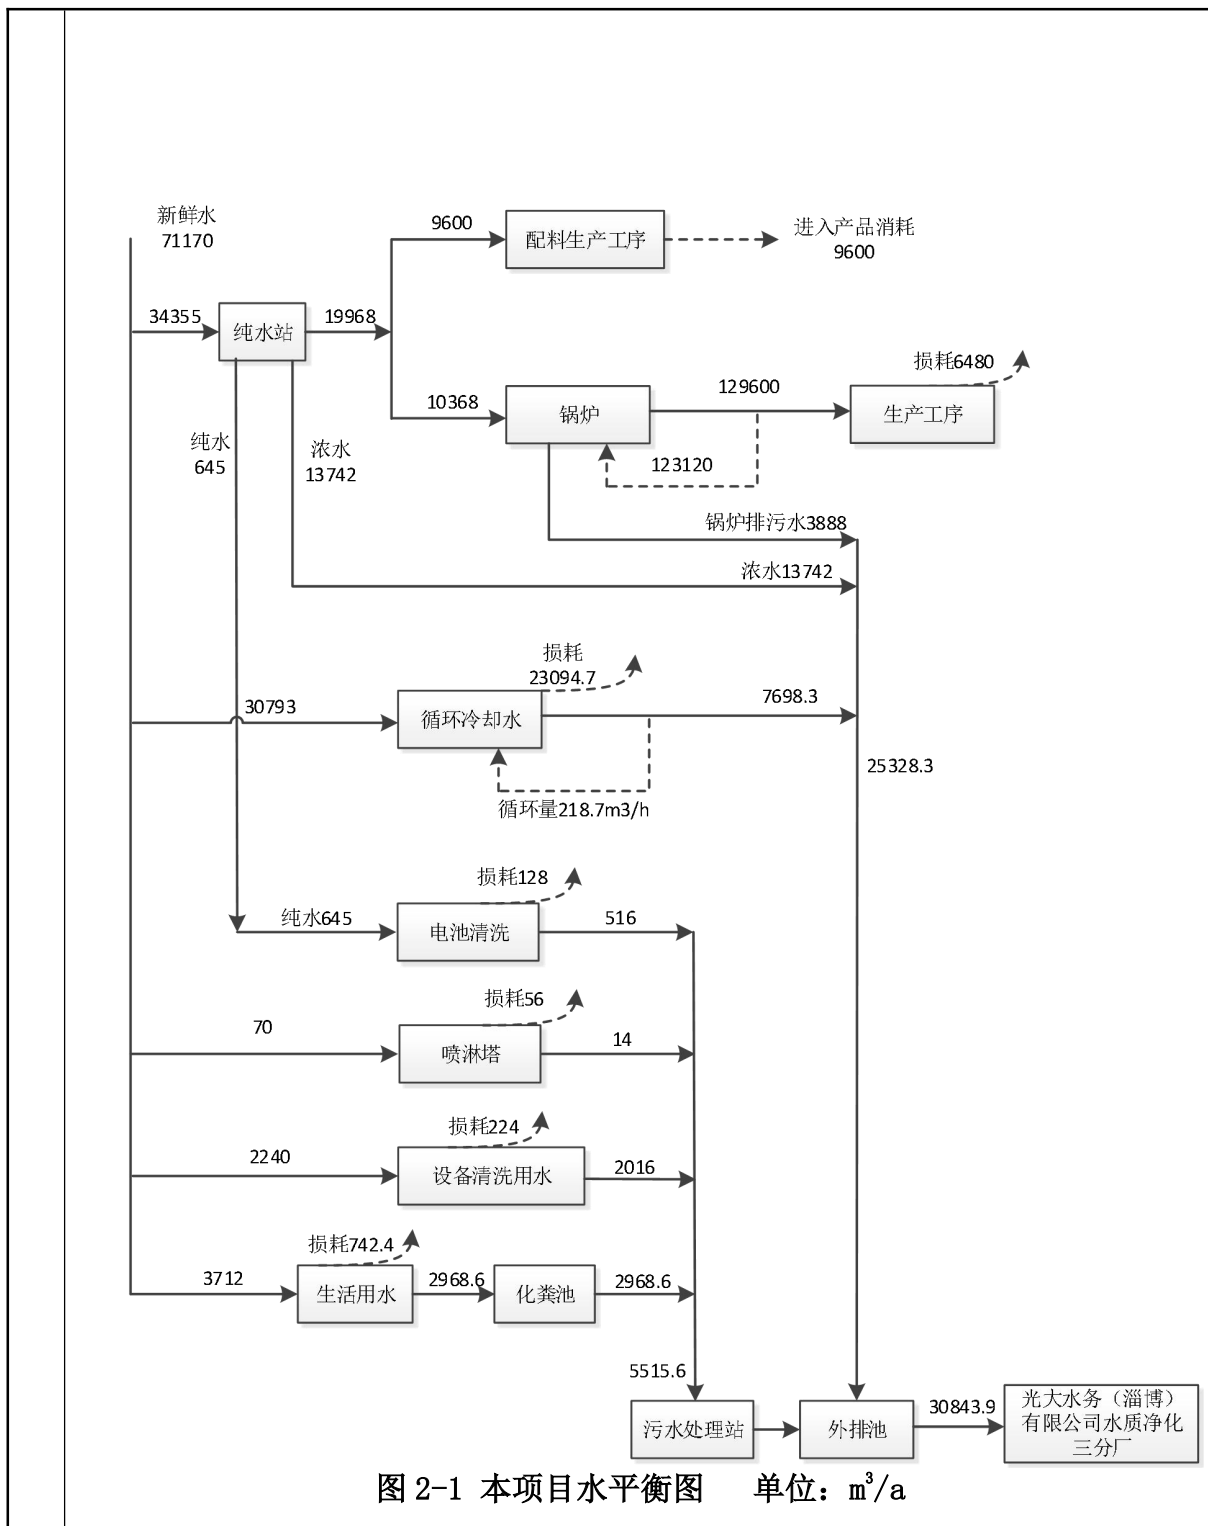 新鲜水
71170
9600
配料生产工序
进入产品消耗
9600
34355
纯水站
19968
损耗6480
10368
锅炉
129600
生产工序
纯水
645
浓水
13742
123120
锅炉排污水3888
浓水13742
损耗
23094.7
30793
循环冷却水
7698.3
25328.3
循环量218.7m3/h
损耗128
纯水645
电池清洗
516
损耗56
70
喷淋塔
14
损耗224
2240
设备清洗用水
2016
损耗742.4
3712
生活用水
2968.6
化粪池
2968.6
5515.6
污水处理站
外排池
30843.9
光大水务（淄博）
有限公司水质净化
三分厂
图 2-1 本项目水平衡图 单位：m³/a